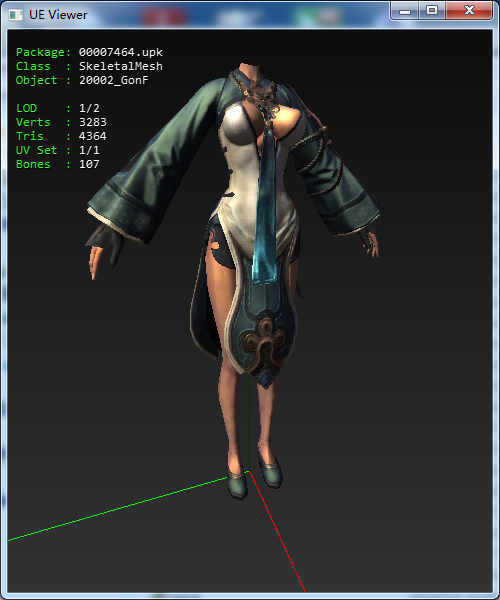 UE Viewer
Package: 00007464.upk
Class : SkeletalMesh
Object : 20002_GonF
LOD : 1/2
Verts : 3283
Tris : 4364
UV Set : 1/1
Bones : 107